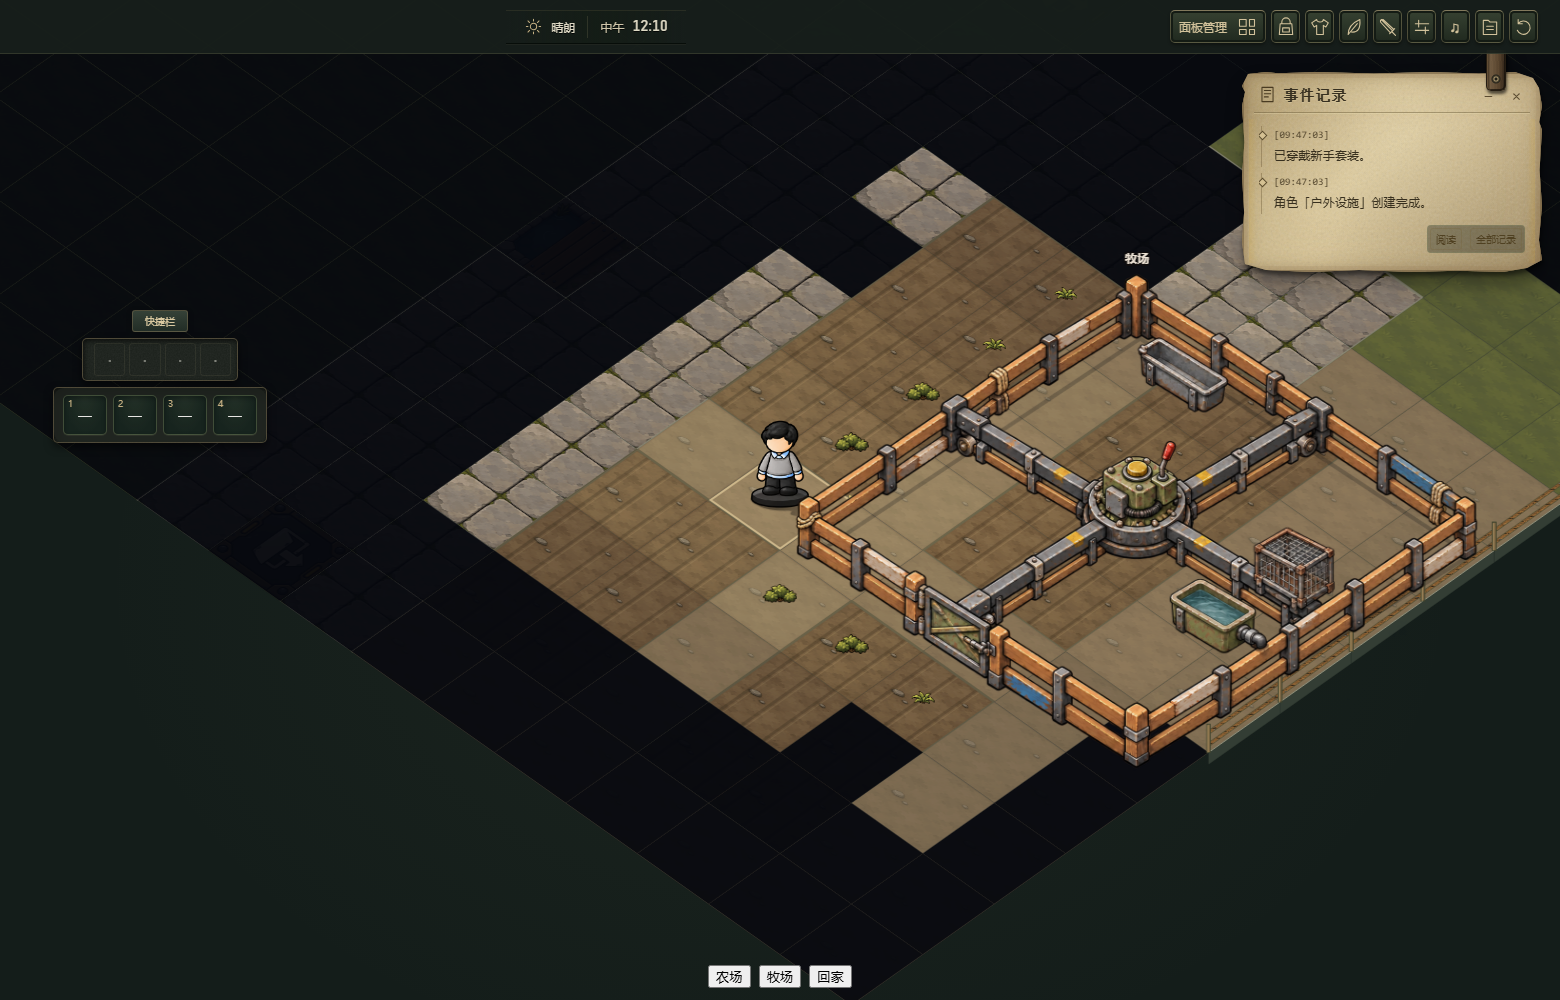 晴朗 中午 12:10
面板管理
事件记录
[09:47:03]
已穿戴新手套装。
[09:47:03]
角色「户外设施」创建完成。
阅读 全部记录
牧场
快捷栏
1 2 3 4
农场 牧场 回家